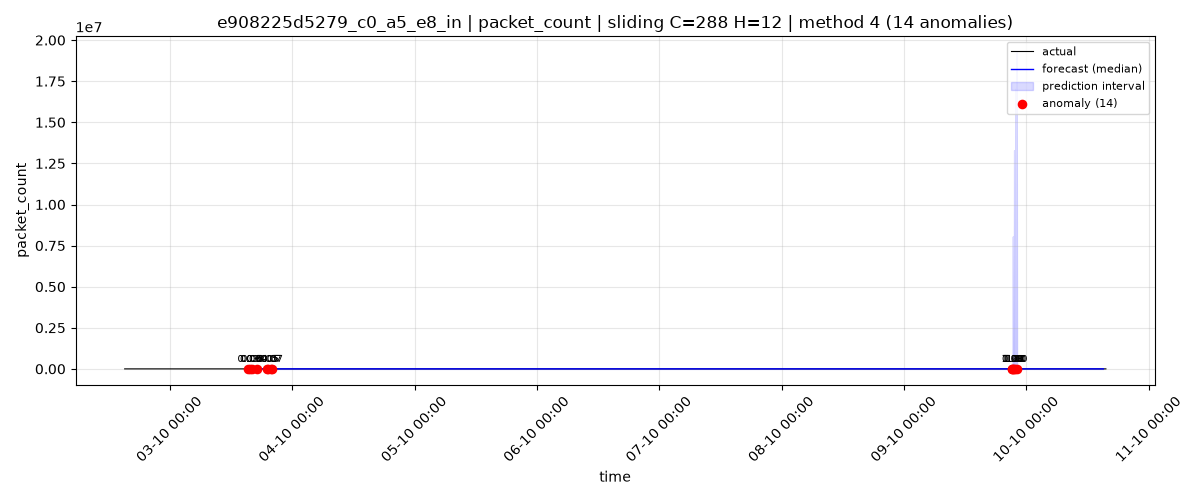 e908225d5279_c0_a5_e8_in | packet_count | sliding C=288 H=12 | method 4 (14 anomalies)
1e7
2.00
1.75
1.50
1.25
1.00
0.75
0.50
0.25
0.00
packet_count
actual
forecast (median)
prediction interval
anomaly (14)
03-10 00:00
04-10 00:00
05-10 00:00
06-10 00:00
07-10 00:00
08-10 00:00
09-10 00:00
10-10 00:00
11-10 00:00
time